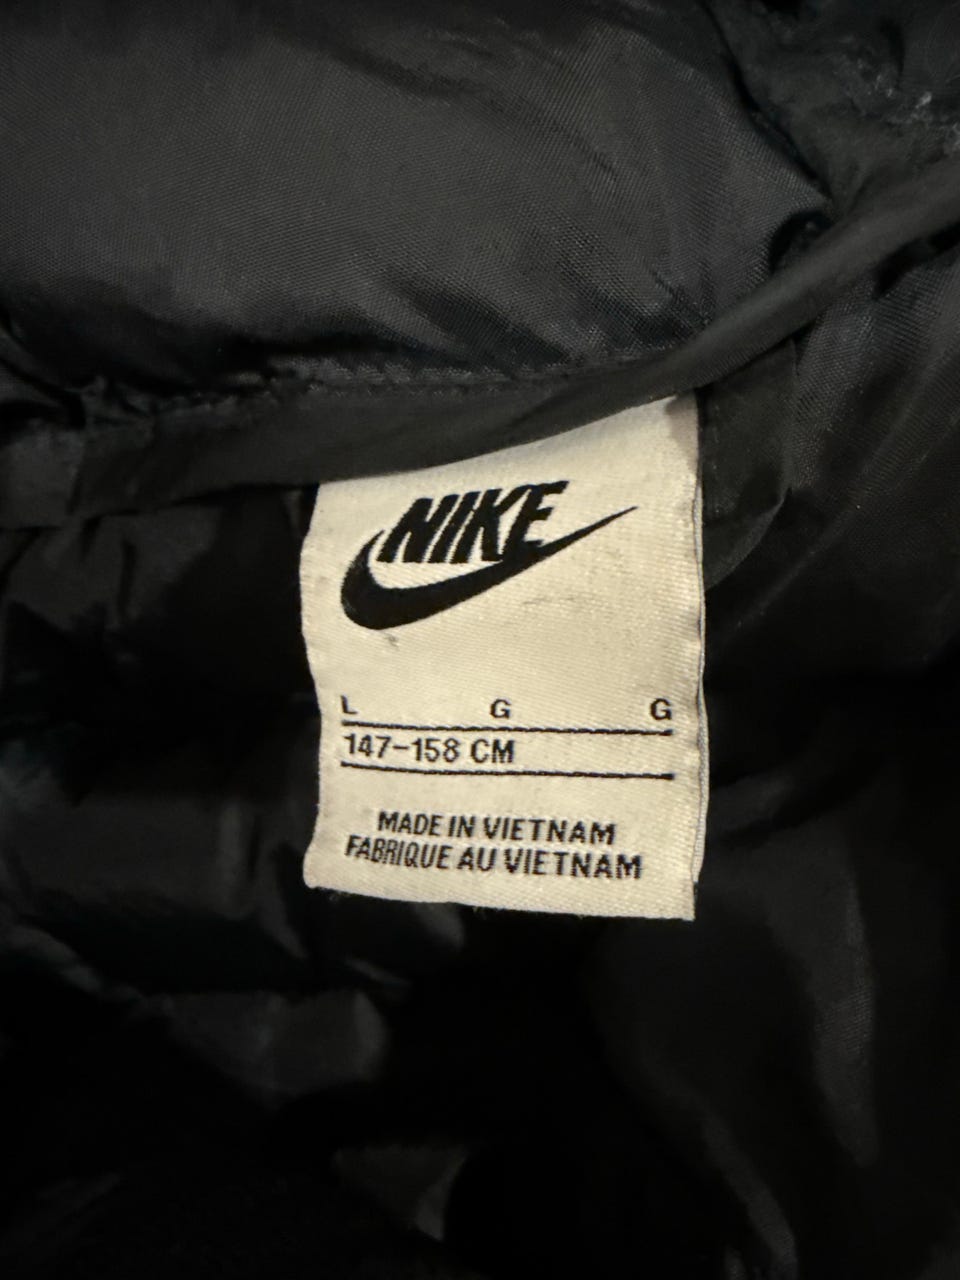 NIKE
L G G
147-158 CM
MADE IN VIETNAM
FABRIQUE AU VIETNAM